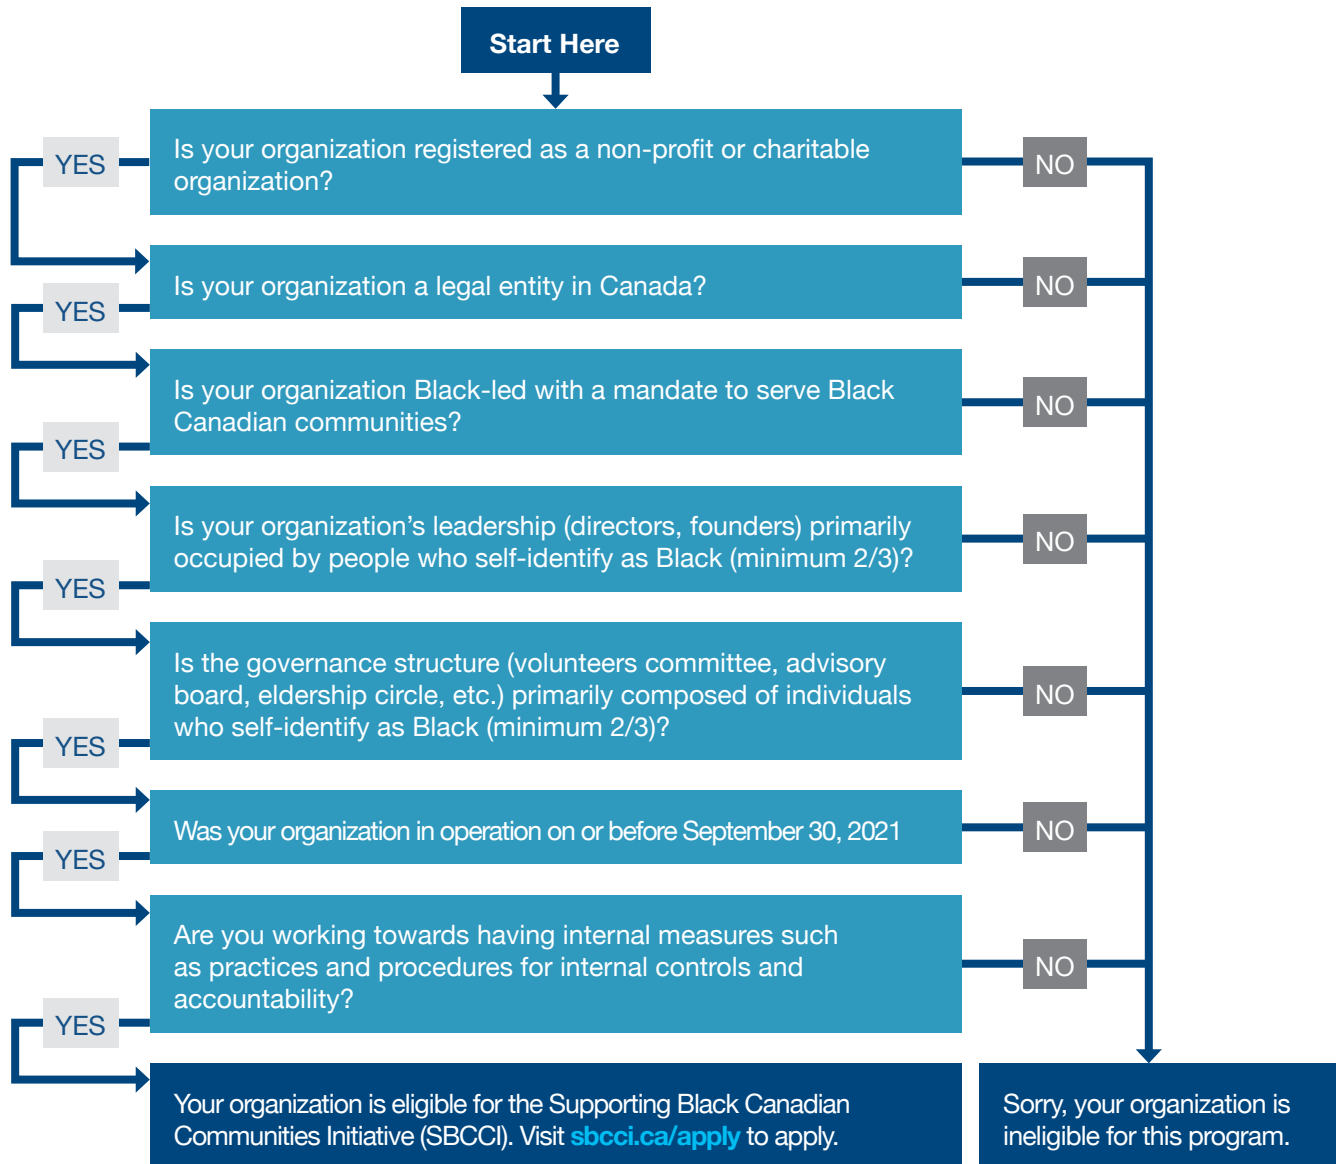 Start Here
YES
Is your organization registered as a non-profit or charitable
organization?
NO
Is your organization a legal entity in Canada?
NO
YES
Is your organization Black-led with a mandate to serve Black
Canadian communities?
NO
YES
Is your organization’s leadership (directors, founders) primarily
occupied by people who self-identify as Black (minimum 2/3)?
NO
YES
Is the governance structure (volunteers committee, advisory
board, eldership circle, etc.) primarily composed of individuals
who self-identify as Black (minimum 2/3)?
NO
YES
Was your organization in operation on or before September 30, 2021
NO
YES
Are you working towards having internal measures such
as practices and procedures for internal controls and
accountability?
NO
YES
Your organization is eligible for the Supporting Black Canadian
Communities Initiative (SBCCI). Visit sbcci.ca/apply to apply.
Sorry, your organization is
ineligible for this program.